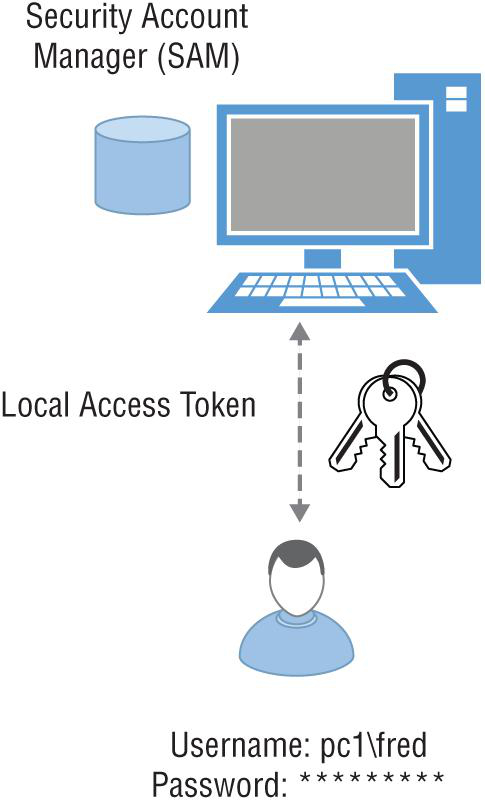 Security Account
Manager (SAM)
Local Access Token
Username: pc1\fred
Password: *********